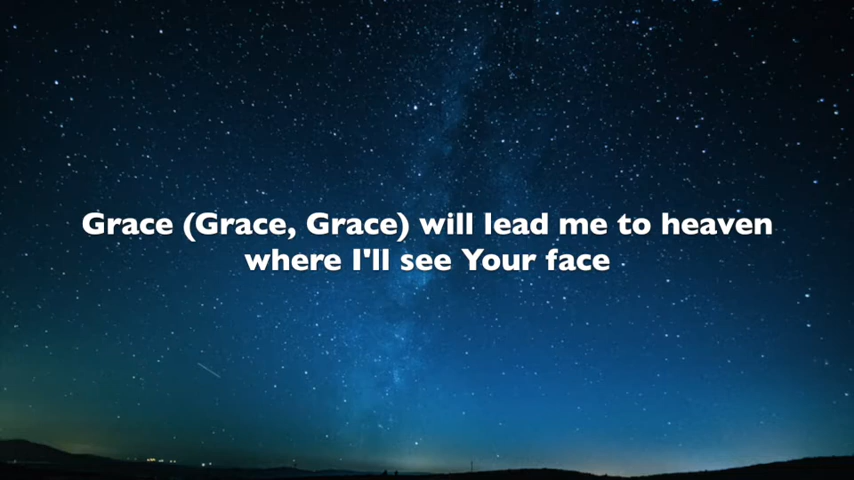 Grace (Grace, Grace) will lead me to heaven
where I'll see Your face